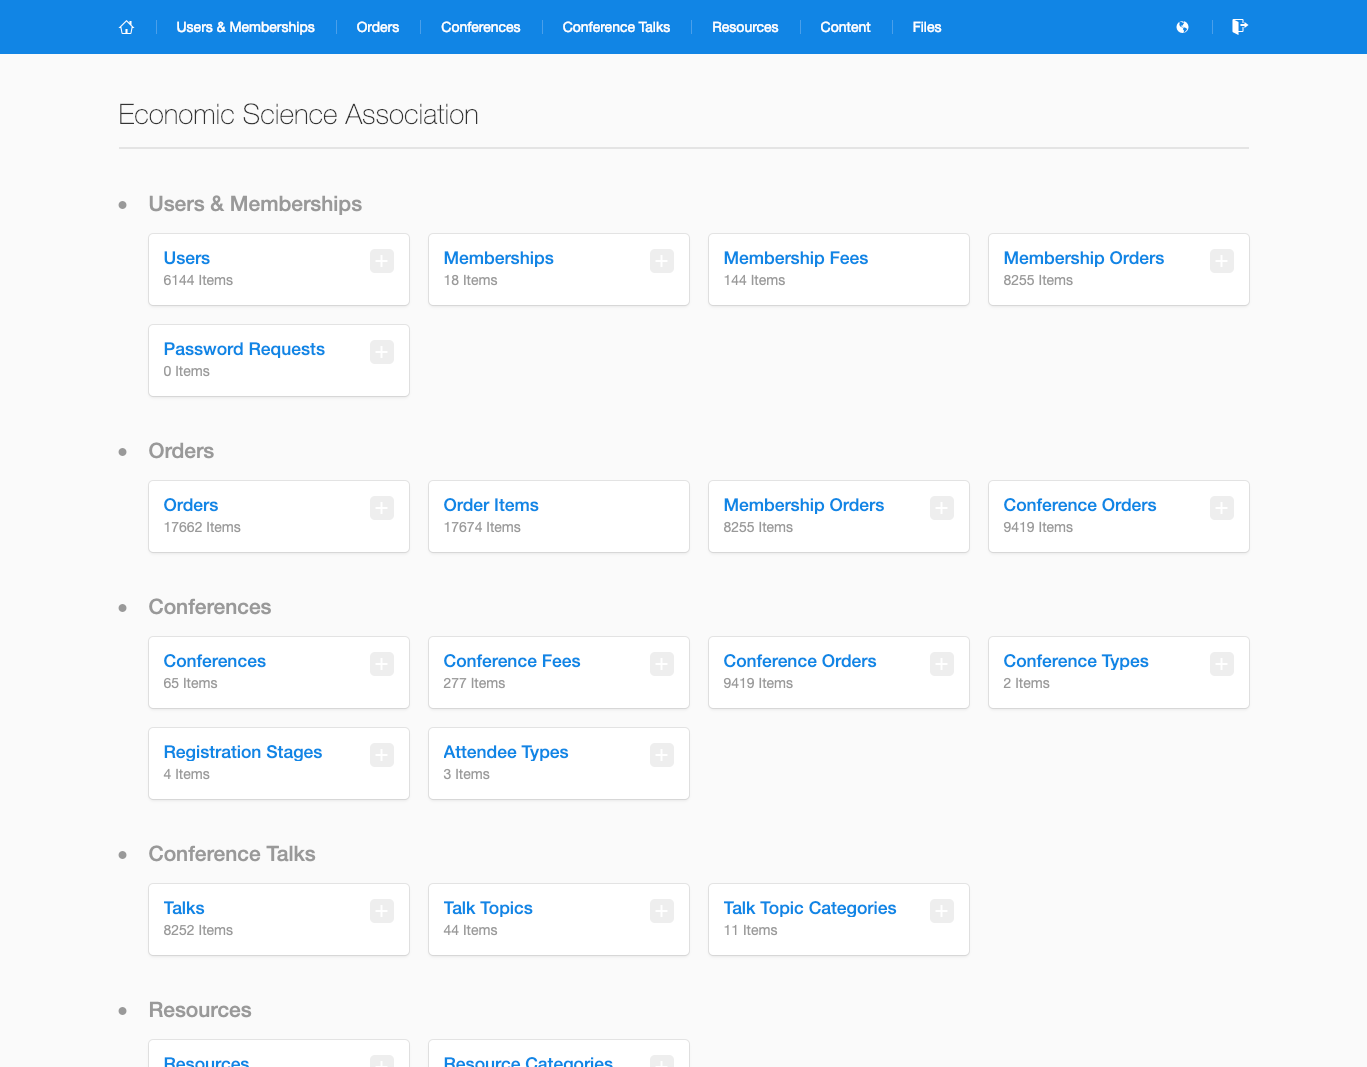 Users & Memberships
Orders
Conferences
Conference Talks
Resources
Content
Files
Economic Science Association
Users & Memberships
Users
6144 Items
Memberships
18 Items
Membership Fees
144 Items
Membership Orders
8255 Items
Password Requests
0 Items
Orders
Orders
17662 Items
Order Items
17674 Items
Membership Orders
8255 Items
Conference Orders
9419 Items
Conferences
Conferences
65 Items
Conference Fees
277 Items
Conference Orders
9419 Items
Conference Types
2 Items
Registration Stages
4 Items
Attendee Types
3 Items
Conference Talks
Talks
8252 Items
Talk Topics
44 Items
Talk Topic Categories
11 Items
Resources
Resources
Resource Categories